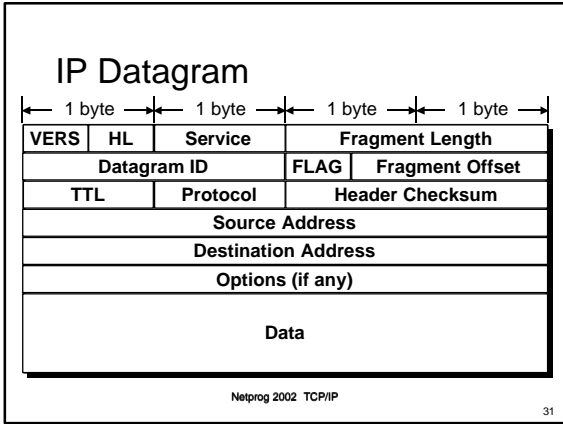 IP Datagram
1 byte 1 byte 1 byte 1 byte
VERS HL Service Fragment Length
Datagram ID FLAG Fragment Offset
TTL Protocol Header Checksum
Source Address
Destination Address
Options (if any)
Data
Netprog 2002 TCP/IP
31